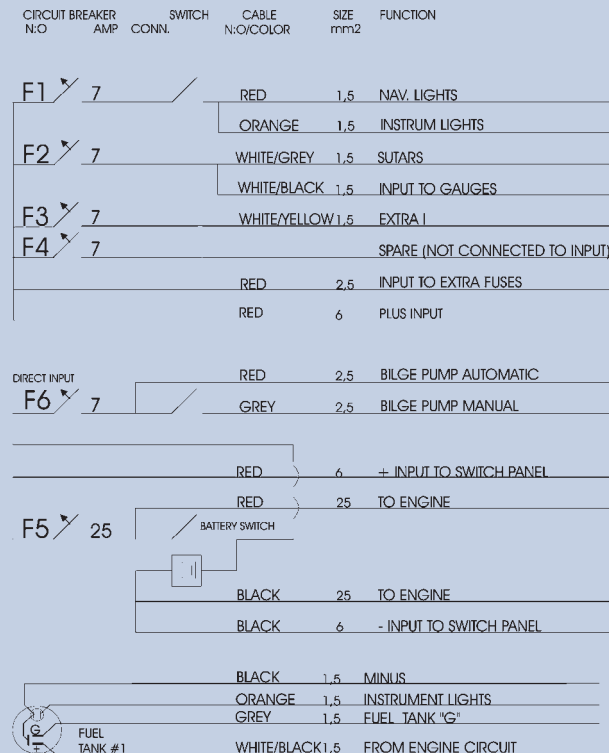 CIRCUIT BREAKER SWITCH CABLE SIZE FUNCTION
N:O AMP CONN. N:O/COLOR mm2
F1 7 RED 1,5 NAV. LIGHTS
ORANGE 1,5 INSTRUM LIGHTS
F2 7 WHITE/GREY 1,5 SUTARS
WHITE/BLACK 1,5 INPUT TO GAUGES
F3 7 WHITE/YELLOW 1,5 EXTRA I
F4 7 SPARE (NOT CONNECTED TO INPUT)
RED 2,5 INPUT TO EXTRA FUSES
RED 6 PLUS INPUT
DIRECT INPUT RED 2,5 BILGE PUMP AUTOMATIC
F6 7 GREY 2,5 BILGE PUMP MANUAL
RED 6 + INPUT TO SWITCH PANEL
RED 25 TO ENGINE
F5 25 BATTERY SWITCH
BLACK 25 TO ENGINE
BLACK 6 - INPUT TO SWITCH PANEL
BLACK 1,5 MINUS
ORANGE 1,5 INSTRUMENT LIGHTS
GREY 1,5 FUEL TANK "G"
G FUEL
TANK #1 WHITE/BLACK 1,5 FROM ENGINE CIRCUIT